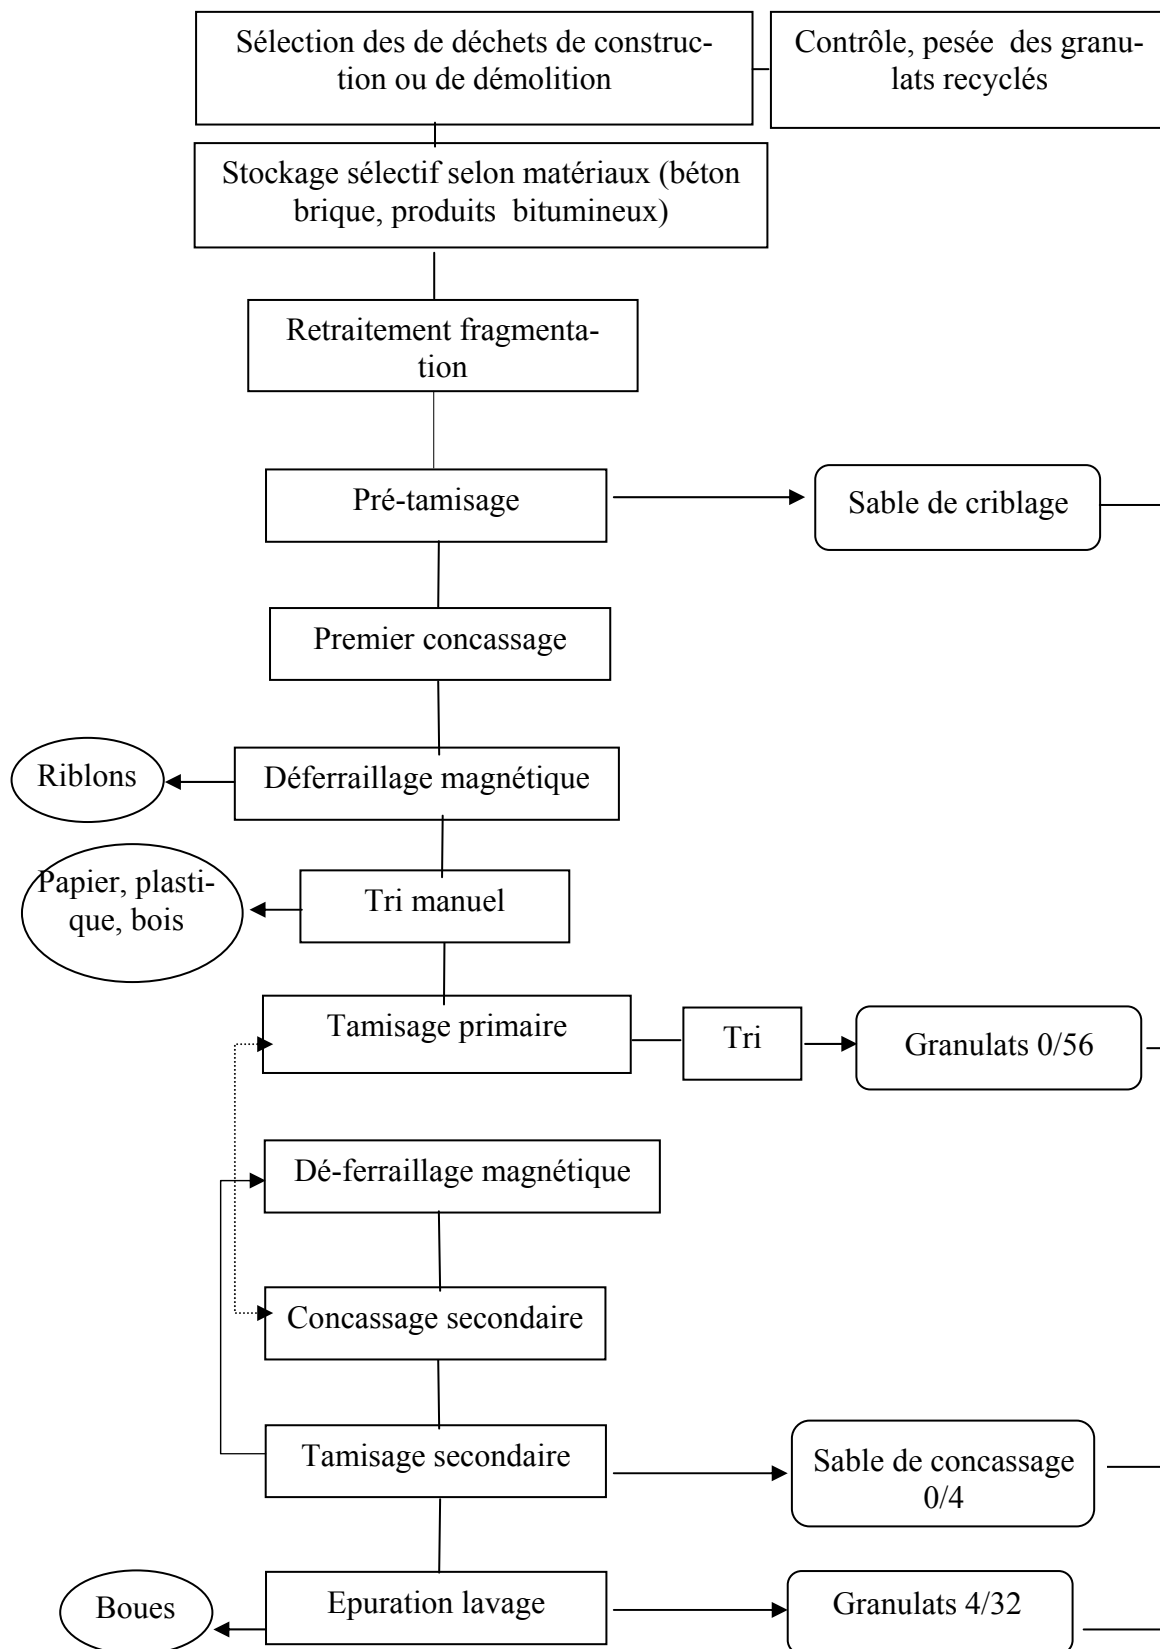 Sélection des de déchets de construc-
tion ou de démolition
Contrôle, pesée des granu-
lats recyclés
Stockage sélectif selon matériaux (béton
brique, produits bitumineux)
Retraitement fragmenta-
tion
Pré-tamisage
Sable de criblage
Premier concassage
Riblons
Déferraillage magnétique
Papier, plasti-
que, bois
Tri manuel
Tamisage primaire
Tri
Granulats 0/56
Dé-ferraillage magnétique
Concassage secondaire
Tamisage secondaire
Sable de concassage
0/4
Boues
Epuration lavage
Granulats 4/32